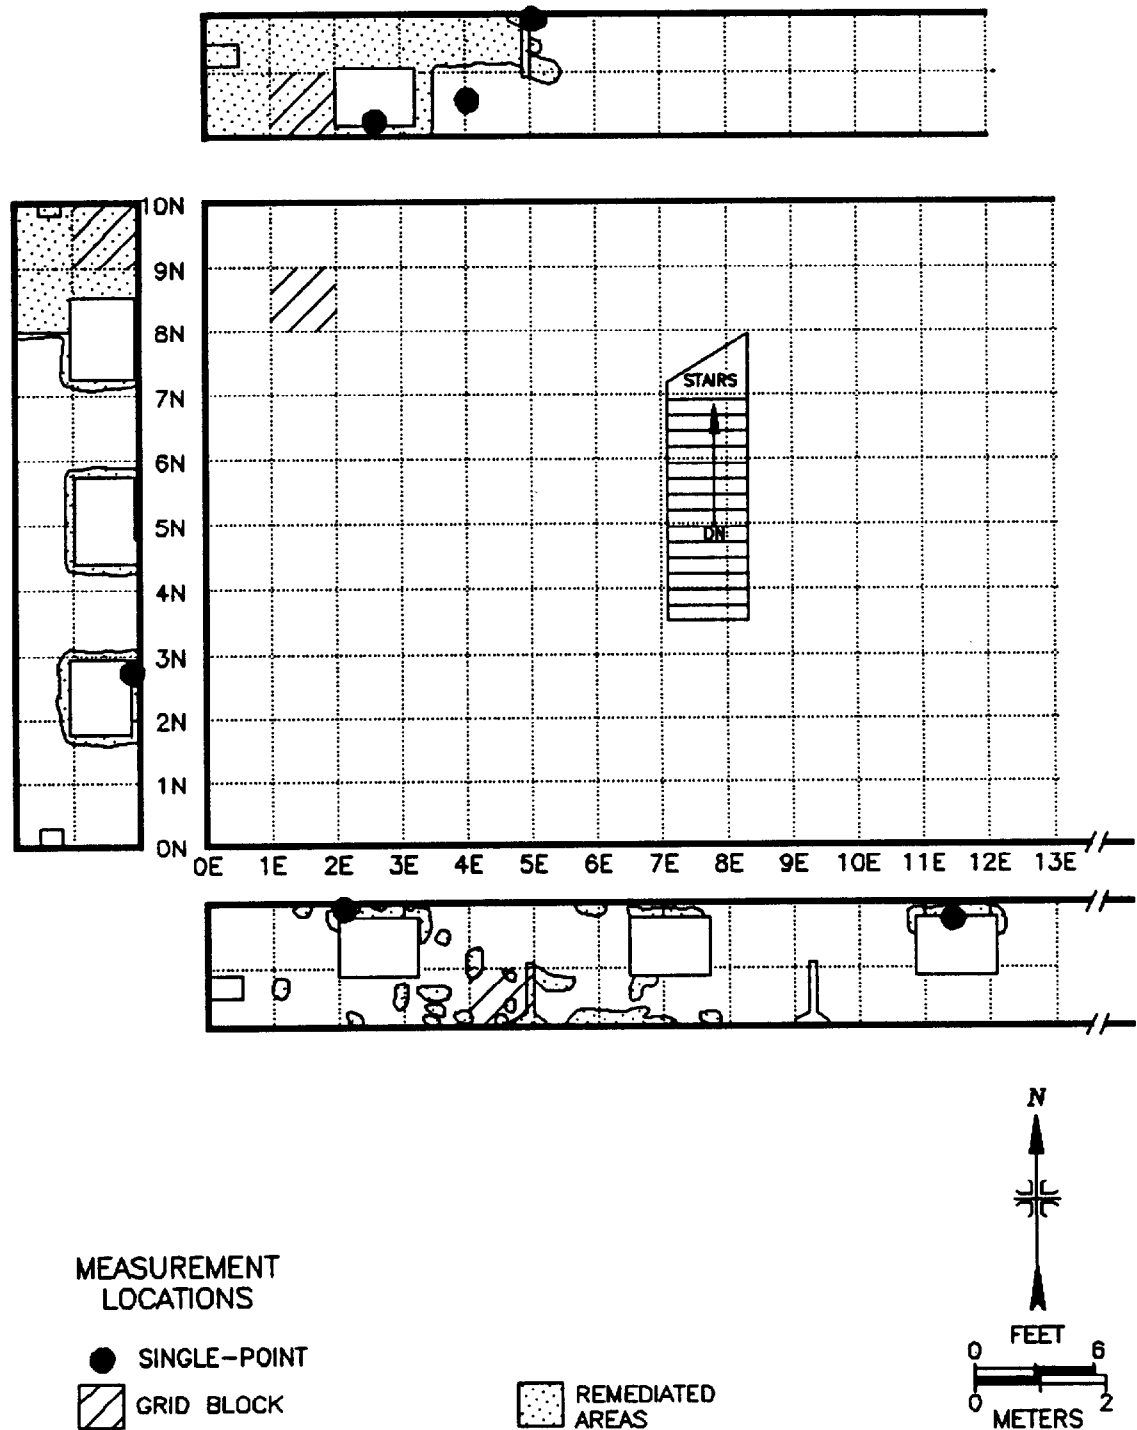 10N
9N
8N
STAIRS
7N
6N
5N
DN
4N
3N
2N
1N
0N
0E 1E 2E 3E 4E 5E 6E 7E 8E 9E 10E 11E 12E 13E
N
MEASUREMENT
LOCATIONS
SINGLE-POINT
GRID BLOCK
REMEDIATED
AREAS
FEET
0 6
0 2
METERS